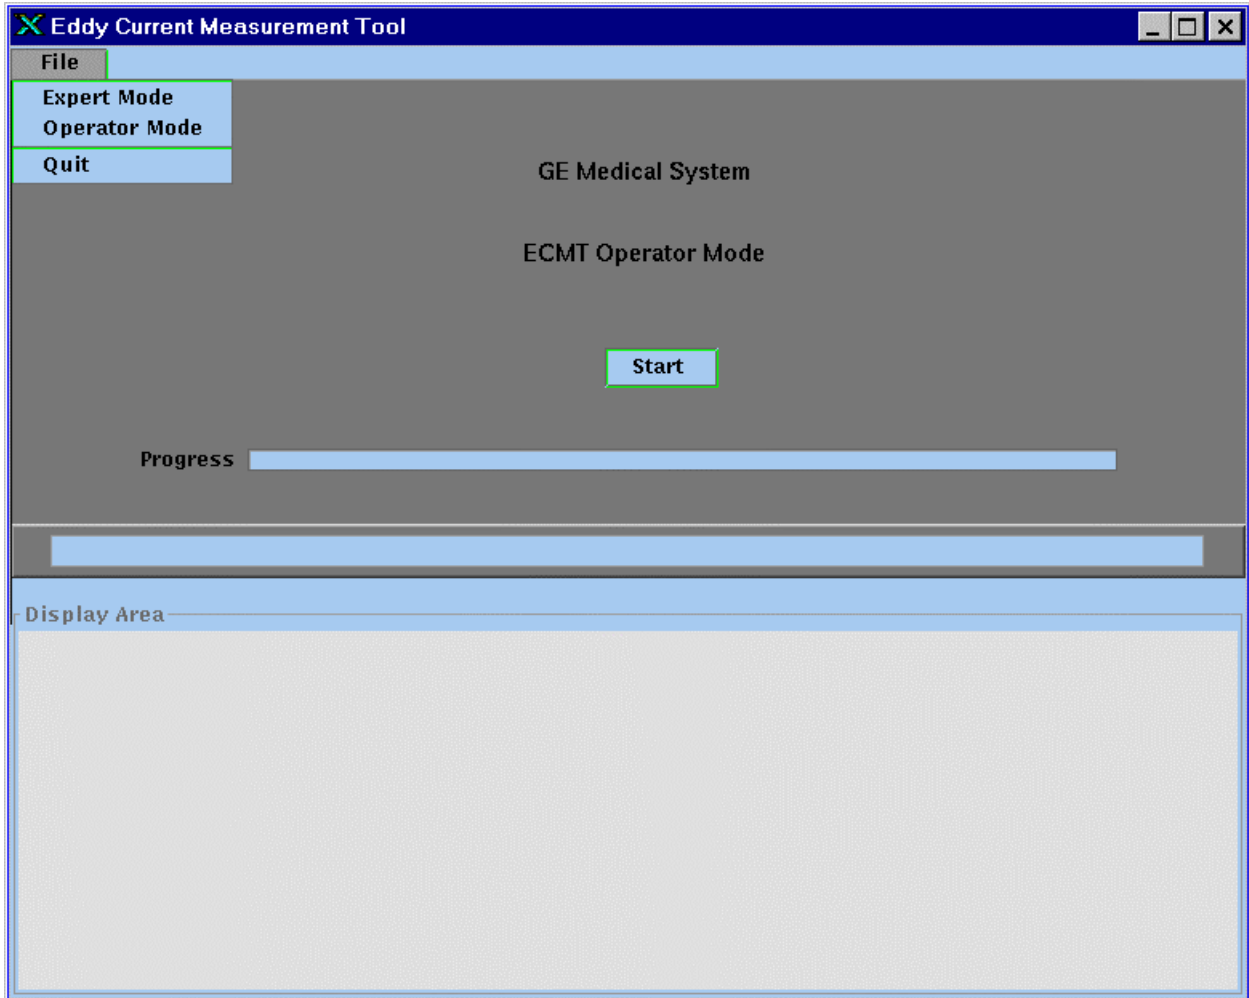 Eddy Current Measurement Tool
File
Expert Mode
Operator Mode
Quit
GE Medical System
ECMT Operator Mode
Start
Progress
Display Area